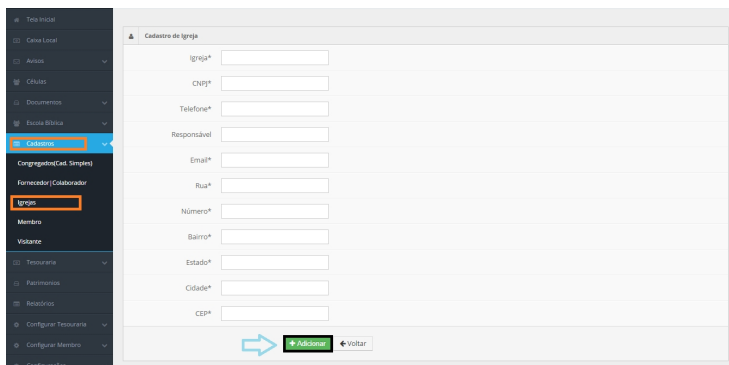 Tela Inicial
Caixa Local
Avisos
Células
Documentos
Escola Bíblica
Cadastros
Congregados(Cad. Simples)
Fornecedor|Colaborador
Igrejas
Membro
Visitante
Tesouraria
Patrimonios
Relatórios
Configurar Tesouraria
Configurar Membro
Cadastro de Igreja
Igreja*
CNPJ*
Telefone*
Responsável
Email*
Rua*
Número*
Bairro*
Estado*
Cidade*
CEP*
+ Adicionar
Voltar